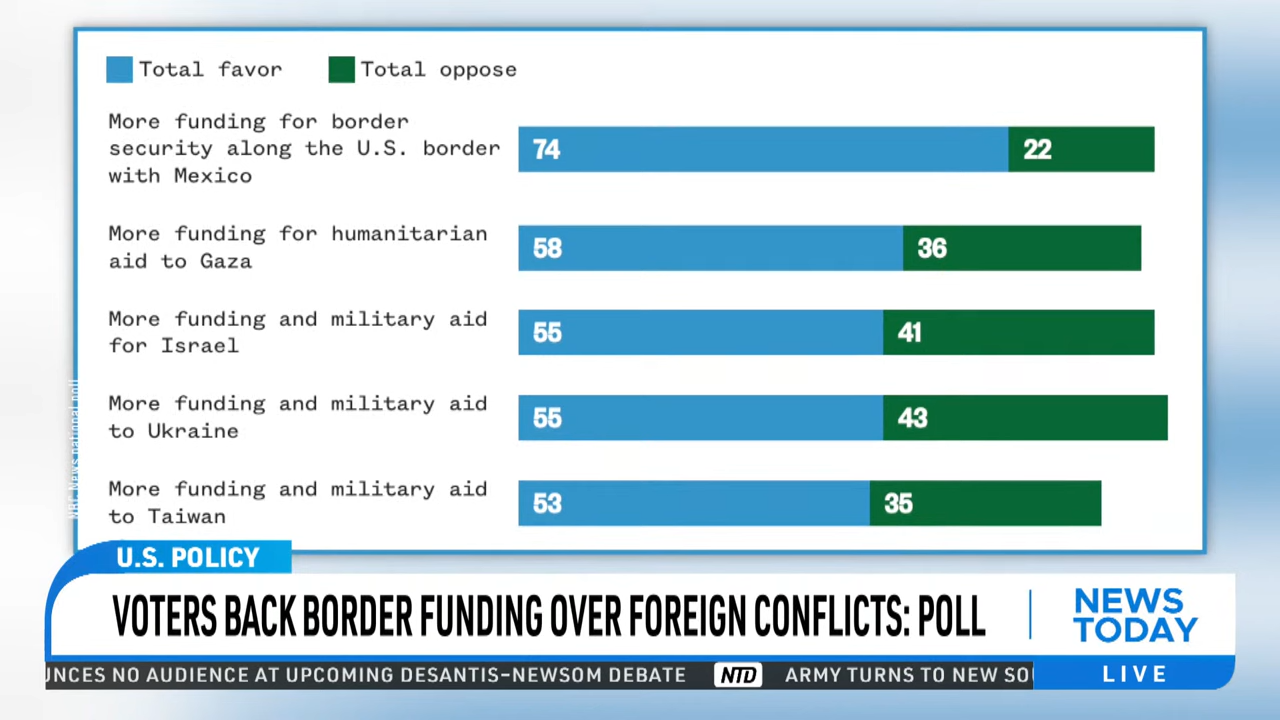 Total favor
Total oppose
More funding for border
security along the U.S. border
with Mexico
74
22
More funding for humanitarian
aid to Gaza
58
36
More funding and military aid
for Israel
55
41
More funding and military aid
to Ukraine
55
43
More funding and military aid
to Taiwan
53
35
NBC News national poll
U.S. POLICY
VOTERS BACK BORDER FUNDING OVER FOREIGN CONFLICTS: POLL
NEWS
TODAY
NO AUDIENCE AT UPCOMING DESANTIS–NEWSOM DEBATE
NTD
ARMY TURNS TO NEW
LIVE